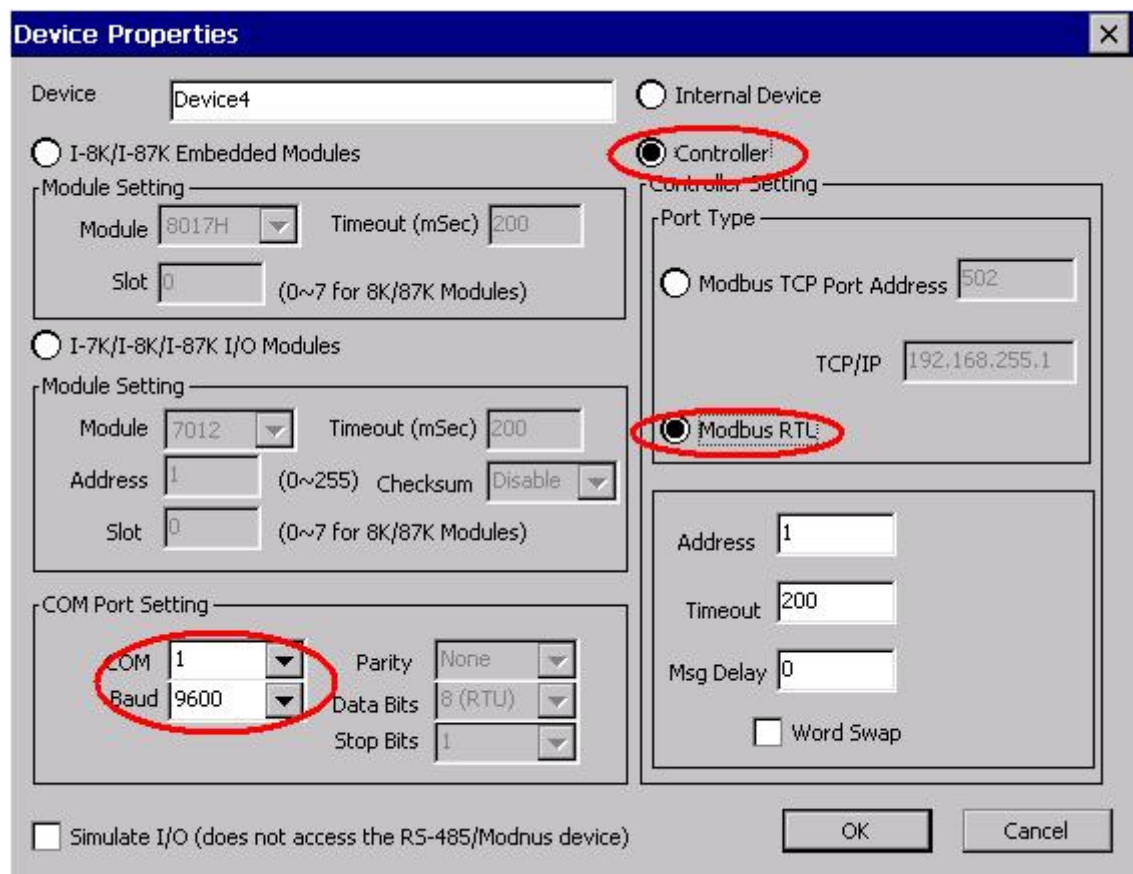 Device Properties
Device Device4
Internal Device
I-8K/I-87K Embedded Modules
Controller
Module Setting
Module 8017H Timeout (mSec) 200
Slot 0 (0~7 for 8K/87K Modules)
I-7K/I-8K/I-87K I/O Modules
Module Setting
Module 7012 Timeout (mSec) 200
Address 1 (0~255) Checksum Disable
Slot 0 (0~7 for 8K/87K Modules)
COM Port Setting
COM 1 Parity None
Baud 9600 Data Bits 8 (RTU)
Stop Bits 1
Controller Setting
Port Type
Modbus TCP Port Address 502
TCP/IP 192.168.255.1
Modbus RTU
Address 1
Timeout 200
Msg Delay 0
Word Swap
Simulate I/O (does not access the RS-485/Modnus device)
OK Cancel